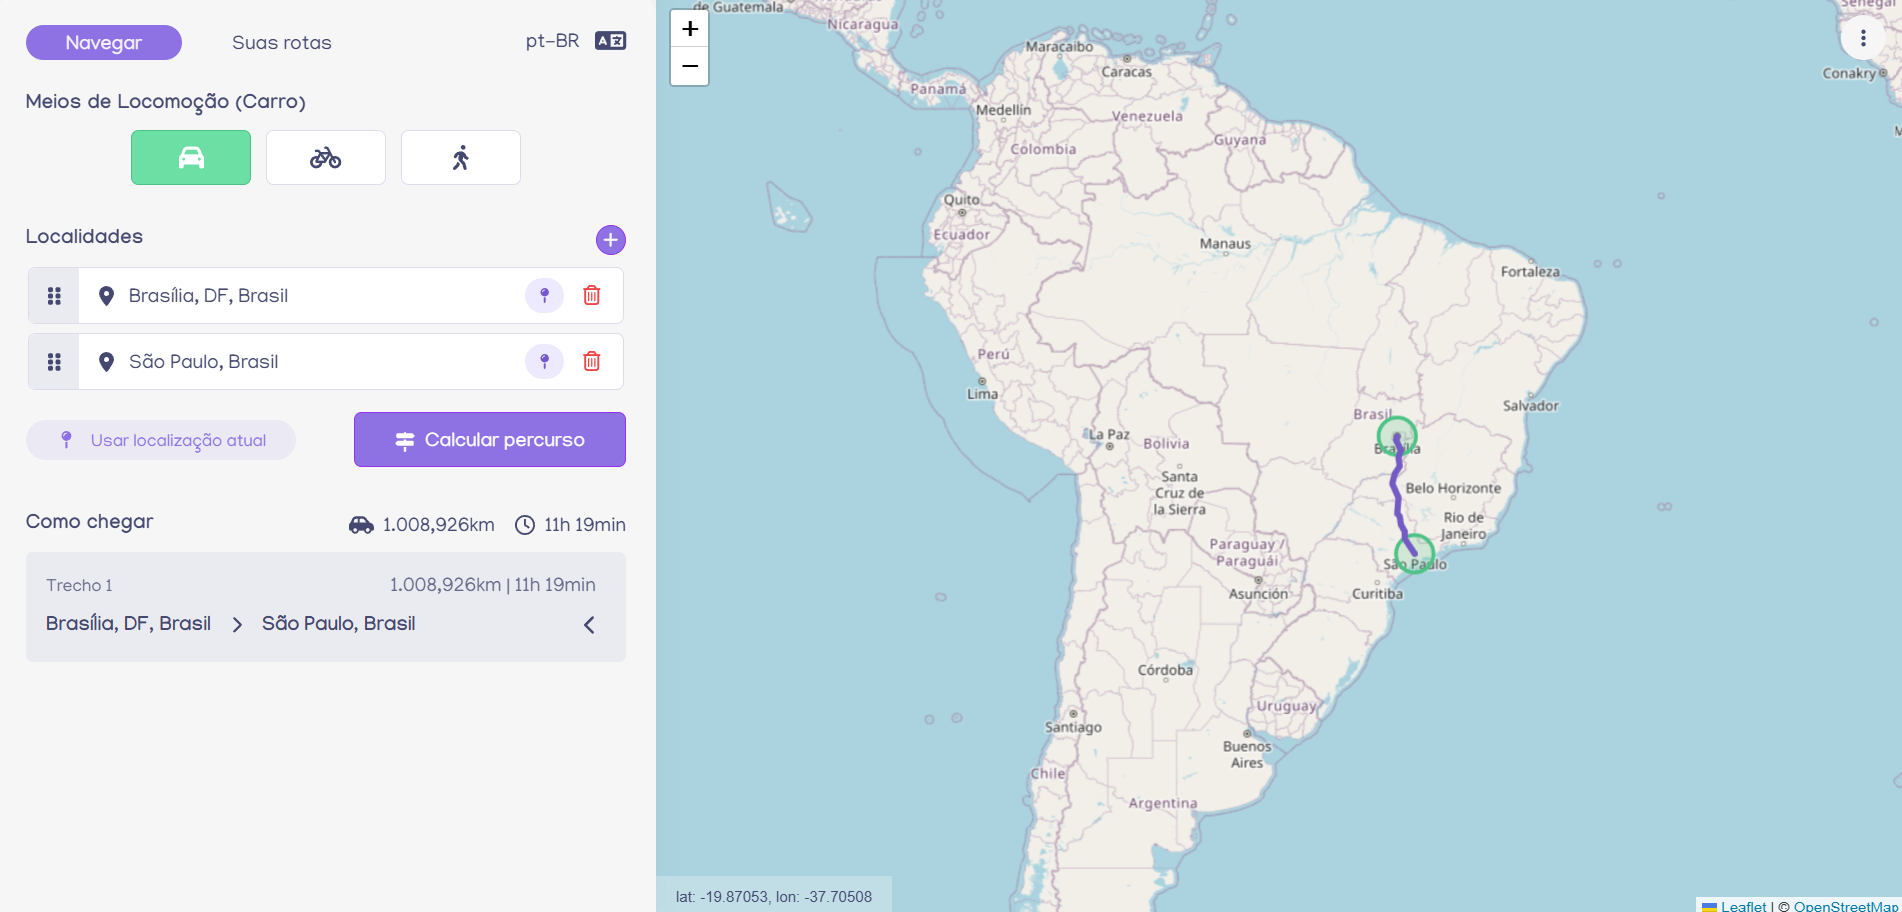 Navegar
Suas rotas
pt-BR
Meios de Locomoção (Carro)
Localidades
Brasília, DF, Brasil
São Paulo, Brasil
Usar localização atual
Calcular percurso
Como chegar
1.008,926km
11h 19min
Trecho 1
1.008,926km | 11h 19min
Brasília, DF, Brasil > São Paulo, Brasil
+
−
de Guatemala
Nicaragua
Panamá
Maracaibo
Caracas
Medellín
Venezuela
Guyana
Colombia
Quito
Ecuador
Manaus
Fortaleza
Perú
Lima
Brasil
Salvador
La Paz
Bolivia
Brasília
Santa
Cruz de
la Sierra
Belo Horizonte
Rio de
Janeiro
Paraguay /
Paraguái
São Paulo
Asunción
Curitiba
Córdoba
Uruguay
Santiago
Buenos
Aires
Chile
Argentina
Senegal
Conakry
lat: -19.87053, lon: -37.70508
Leaflet | © OpenStreetMap